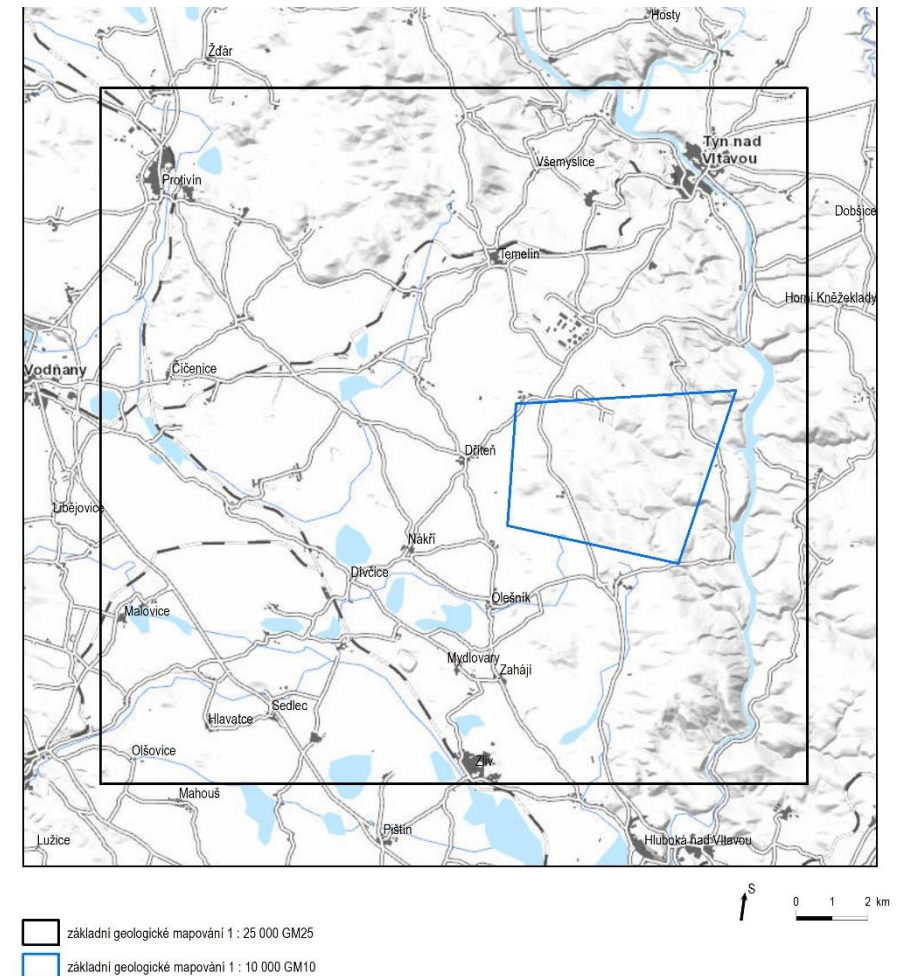 Hosty
Žďár
Týn nad
Vltavou
Všemyslice
Protivín
Dobšice
Temelín
Horní Kněžeklady
Vodňany
Číčenice
Dříteň
Libějovice
Nákří
Dívčice
Olešník
Malovice
Mydlovary
Zahájí
Sedlec
Hlavatce
Olšovice
Zliv
Mahouš
Pištín
Lužice
Hluboká nad Vltavou
S
0 1 2 km
základní geologické mapování 1 : 25 000 GM25
základní geologické mapování 1 : 10 000 GM10